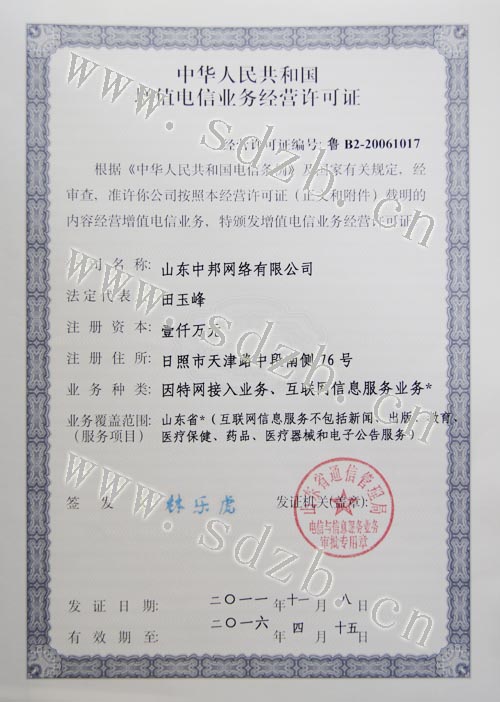 中华人民共和国
增值电信业务经营许可证
经营许可证编号: 鲁 B2-20061017
根据《中华人民共和国电信条例》及国家有关规定，经
审查，准许你公司按照本经营许可证（正文和附件）载明的
内容经营增值电信业务，特颁发增值电信业务经营许可证
公司名称: 山东中邦网络有限公司
法定代表人: 田玉峰
注册资本: 壹仟万元
注册住所: 日照市天津路中段南侧76号
业务种类: 因特网接入业务、互联网信息服务业务*
业务覆盖范围: 山东省*（互联网信息服务不包括新闻、出版、教育、
（服务项目） 医疗保健、药品、医疗器械和电子公告服务）
签发 林乐虎 发证机关(盖章):
山东省通信管理局
电信与信息服务业务
审批专用章
发证日期: 二〇一一年十一月八日
有效期至: 二〇一六年四月十五日
www.sdzb.cn
www.sdzb.cn
www.sdzb.cn